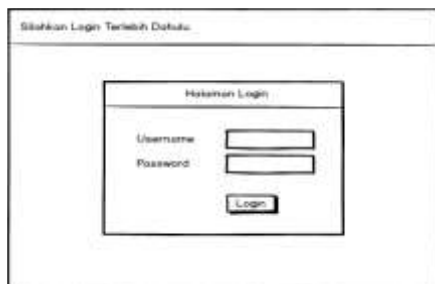 Silahkan Login Terlebih Dahulu
Halaman Login
Username
Password
Login